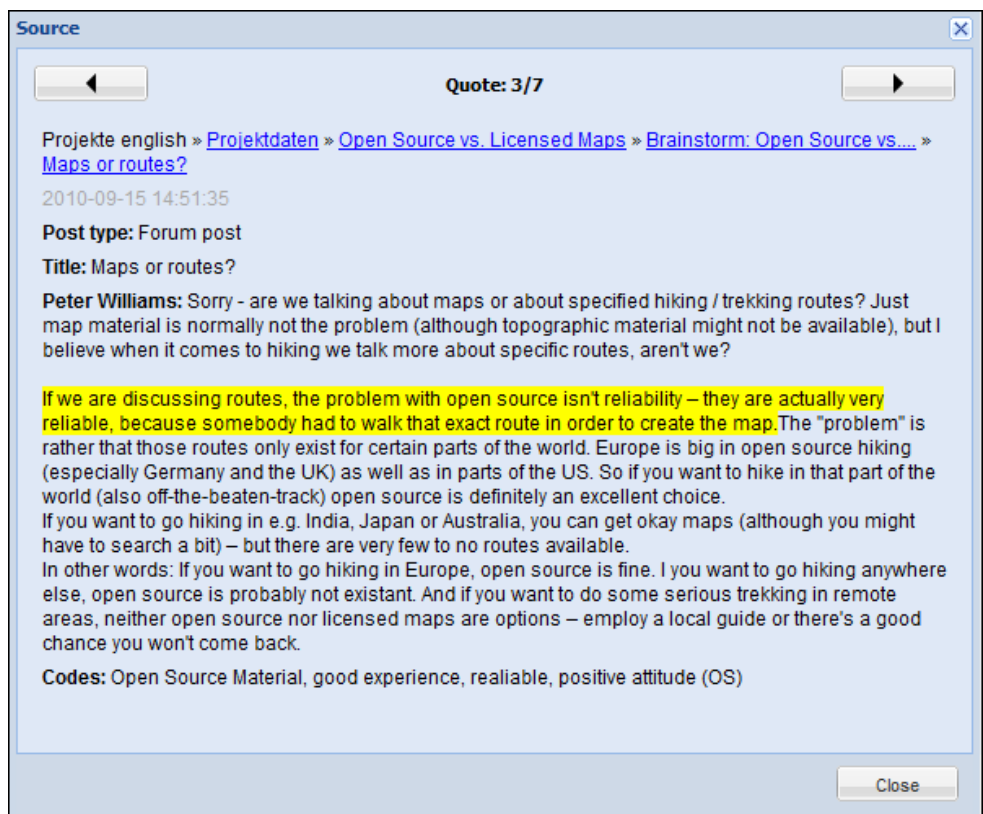 Source
Quote: 3/7
Projekte english » Projektdaten » Open Source vs. Licensed Maps » Brainstorm: Open Source vs.... »
Maps or routes?
2010-09-15 14:51:35
Post type: Forum post
Title: Maps or routes?
Peter Williams: Sorry - are we talking about maps or about specified hiking / trekking routes? Just
map material is normally not the problem (although topographic material might not be available), but I
believe when it comes to hiking we talk more about specific routes, aren't we?
If we are discussing routes, the problem with open source isn't reliability – they are actually very
reliable, because somebody had to walk that exact route in order to create the map.The "problem" is
rather that those routes only exist for certain parts of the world. Europe is big in open source hiking
(especially Germany and the UK) as well as in parts of the US. So if you want to hike in that part of the
world (also off-the-beaten-track) open source is definitely an excellent choice.
If you want to go hiking in e.g. India, Japan or Australia, you can get okay maps (although you might
have to search a bit) – but there are very few to no routes available.
In other words: If you want to go hiking in Europe, open source is fine. I you want to go hiking anywhere
else, open source is probably not existant. And if you want to do some serious trekking in remote
areas, neither open source nor licensed maps are options – employ a local guide or there's a good
chance you won't come back.
Codes: Open Source Material, good experience, realiable, positive attitude (OS)
Close